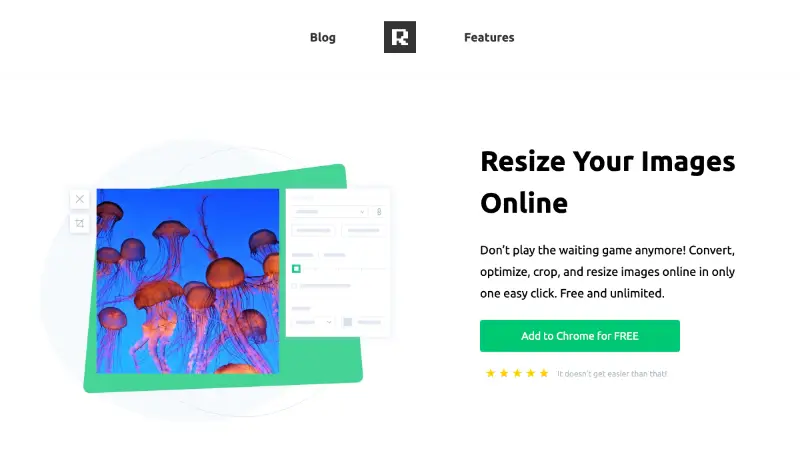 Blog
R
Features
Resize Your Images
Online
Don't play the waiting game anymore! Convert,
optimize, crop, and resize images online in only
one easy click. Free and unlimited.
Add to Chrome for FREE
It doesn't get easier than that!